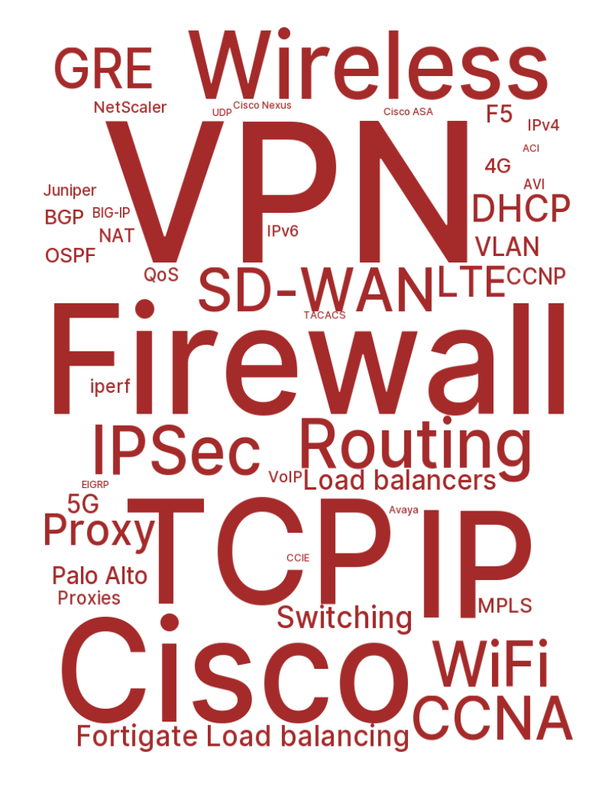 Wireless
GRE
NetScaler
UDP
Cisco Nexus
Cisco ASA
F5
IPv4
VPN
ACI
4G
AVI
Juniper
DHCP
BGP
BIG-IP
NAT
IPv6
VLAN
OSPF
QoS
SD-WAN
LTE
CCNP
TACACS
Firewall
iperf
IPSec
Routing
VoIP
Load balancers
EIGRP
5G
Proxy
TCP
IP
Avaya
CCIE
Palo Alto
Proxies
MPLS
Switching
Cisco
WiFi
CCNA
Fortigate
Load balancing